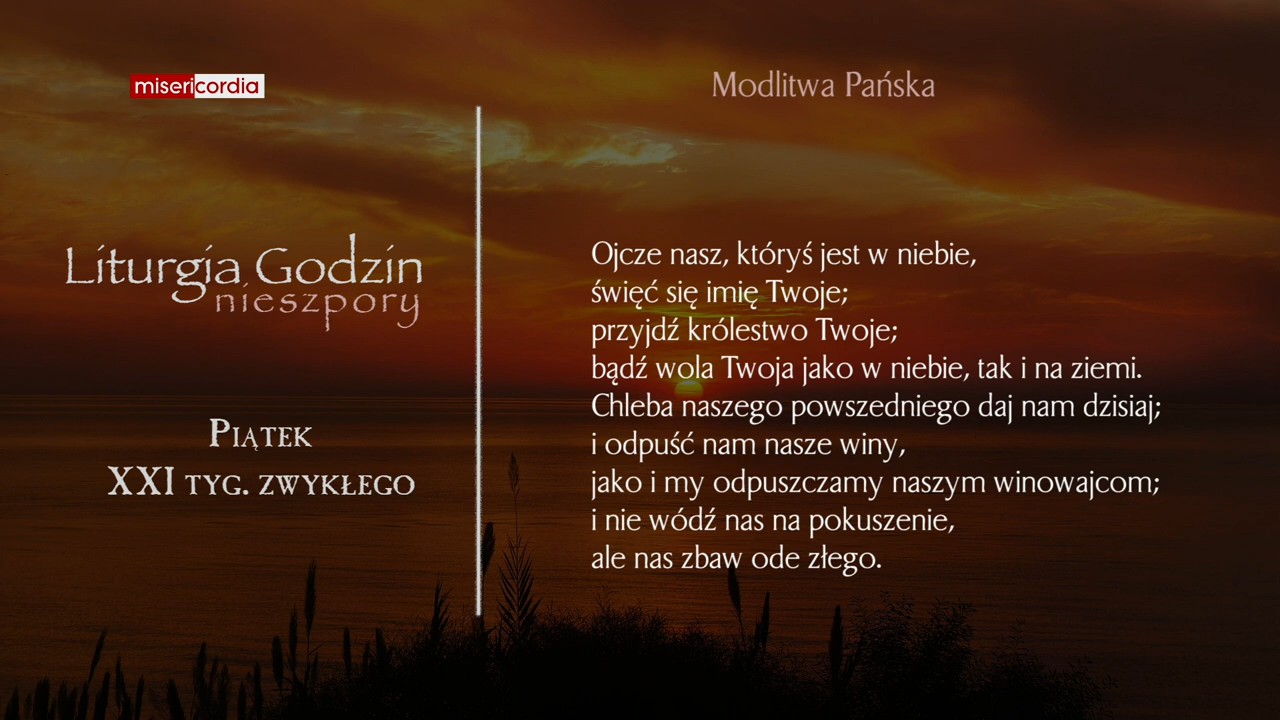 misericordia
Liturgia Godzin
nieszpory
Piątek
XXI tyg. zwykłego
Modlitwa Pańska
Ojcze nasz, któryś jest w niebie,
święć się imię Twoje;
przyjdź królestwo Twoje;
bądź wola Twoja jako w niebie, tak i na ziemi.
Chleba naszego powszedniego daj nam dzisiaj;
i odpuść nam nasze winy,
jako i my odpuszczamy naszym winowajcom;
i nie wódź nas na pokuszenie,
ale nas zbaw ode złego.